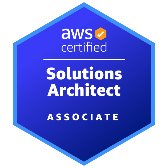 aws
certified
Solutions
Architect
ASSOCIATE